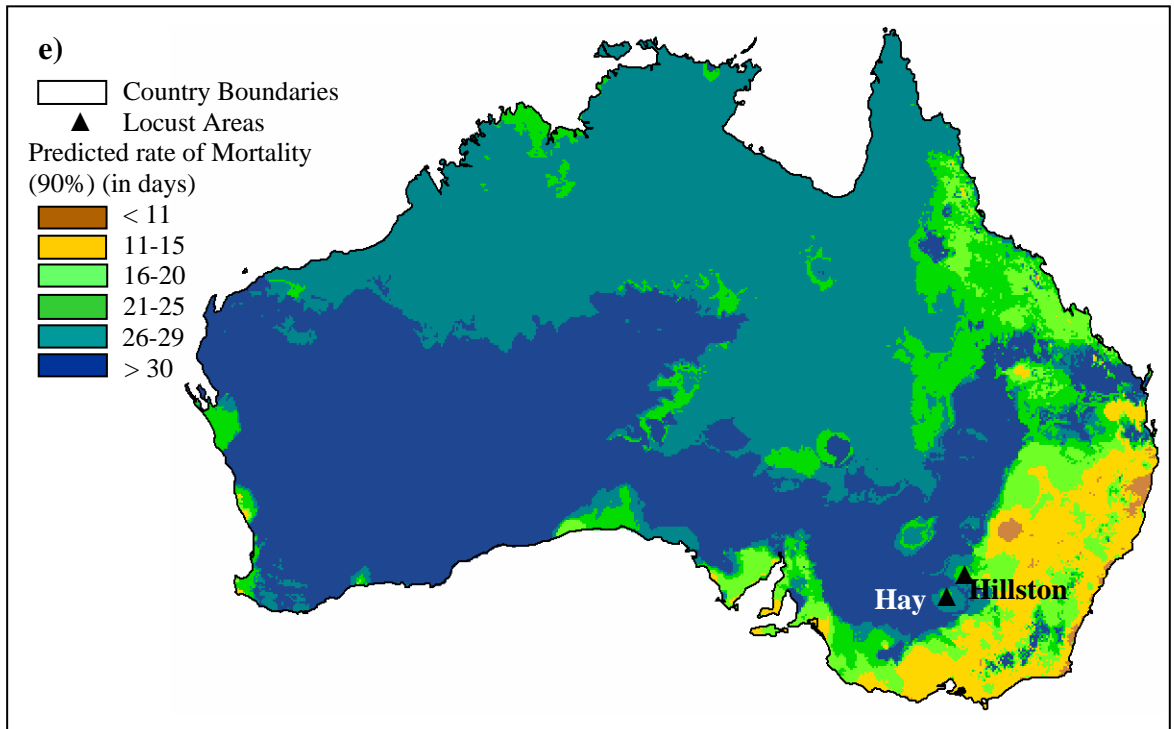 e)
Country Boundaries
Locust Areas
Predicted rate of Mortality
(90%) (in days)
< 11
11-15
16-20
21-25
26-29
> 30
Hillston
Hay